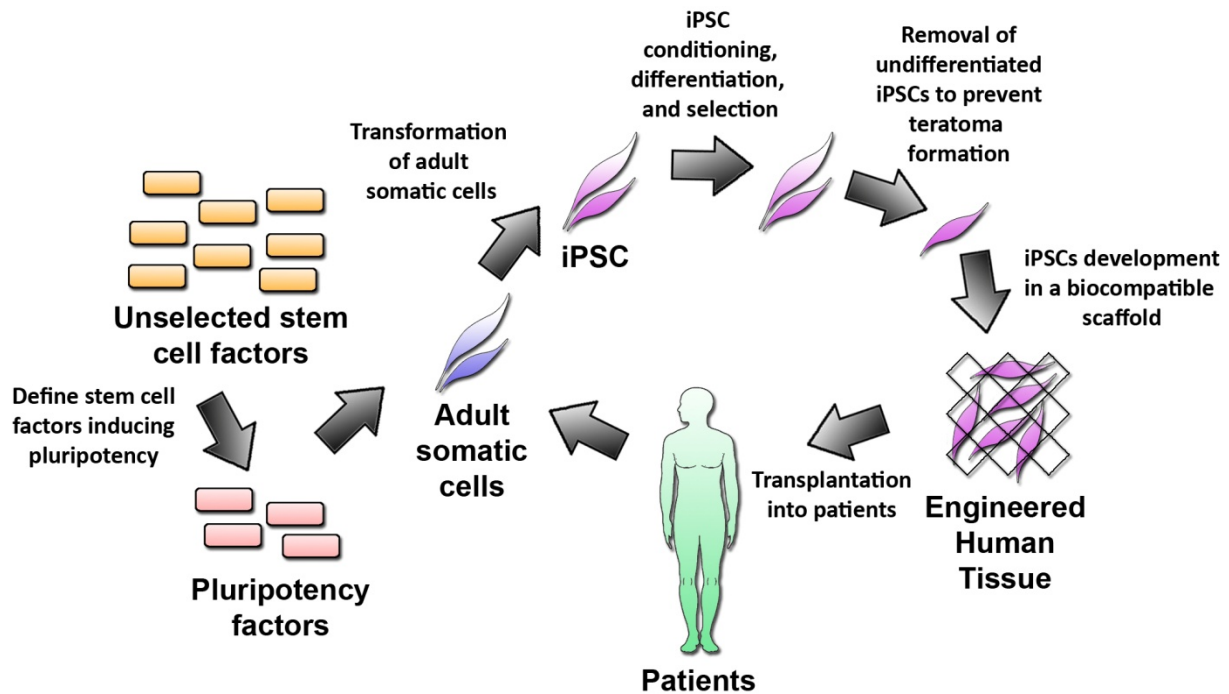 iPSC
conditioning,
differentiation,
and selection
Removal of
undifferentiated
iPSCs to prevent
teratoma
formation
Transformation
of adult
somatic cells
iPSC
iPSCs development
in a biocompatible
scaffold
Unselected stem
cell factors
Define stem cell
factors inducing
pluripotency
Adult
somatic
cells
Transplantation
into patients
Engineered
Human
Tissue
Pluripotency
factors
Patients